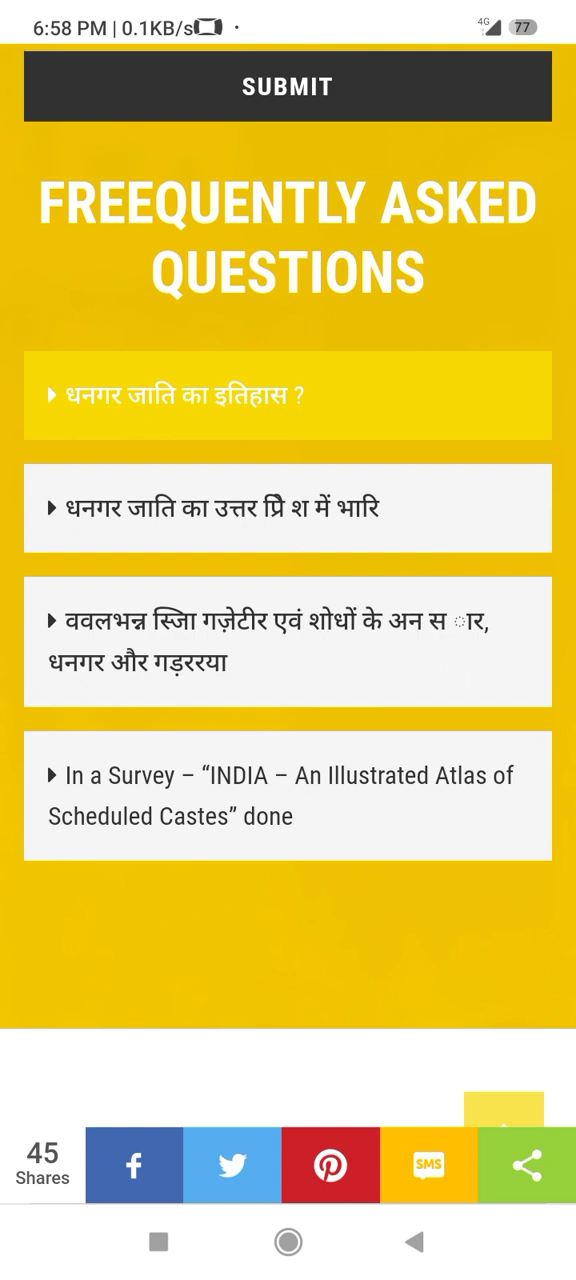 6:58 PM | 0.1KB/s
4G
77
SUBMIT
FREEQUENTLY ASKED
QUESTIONS
धनगर जाति का इतिहास ?
धनगर जाति का उत्तर प्रिे श में भारि
ववलभन्न स्जिा गज़ेटीर एवं शोधों के अन स ार,
धनगर और गड़ररया
In a Survey – “INDIA – An Illustrated Atlas of
Scheduled Castes” done
45
Shares
SMS